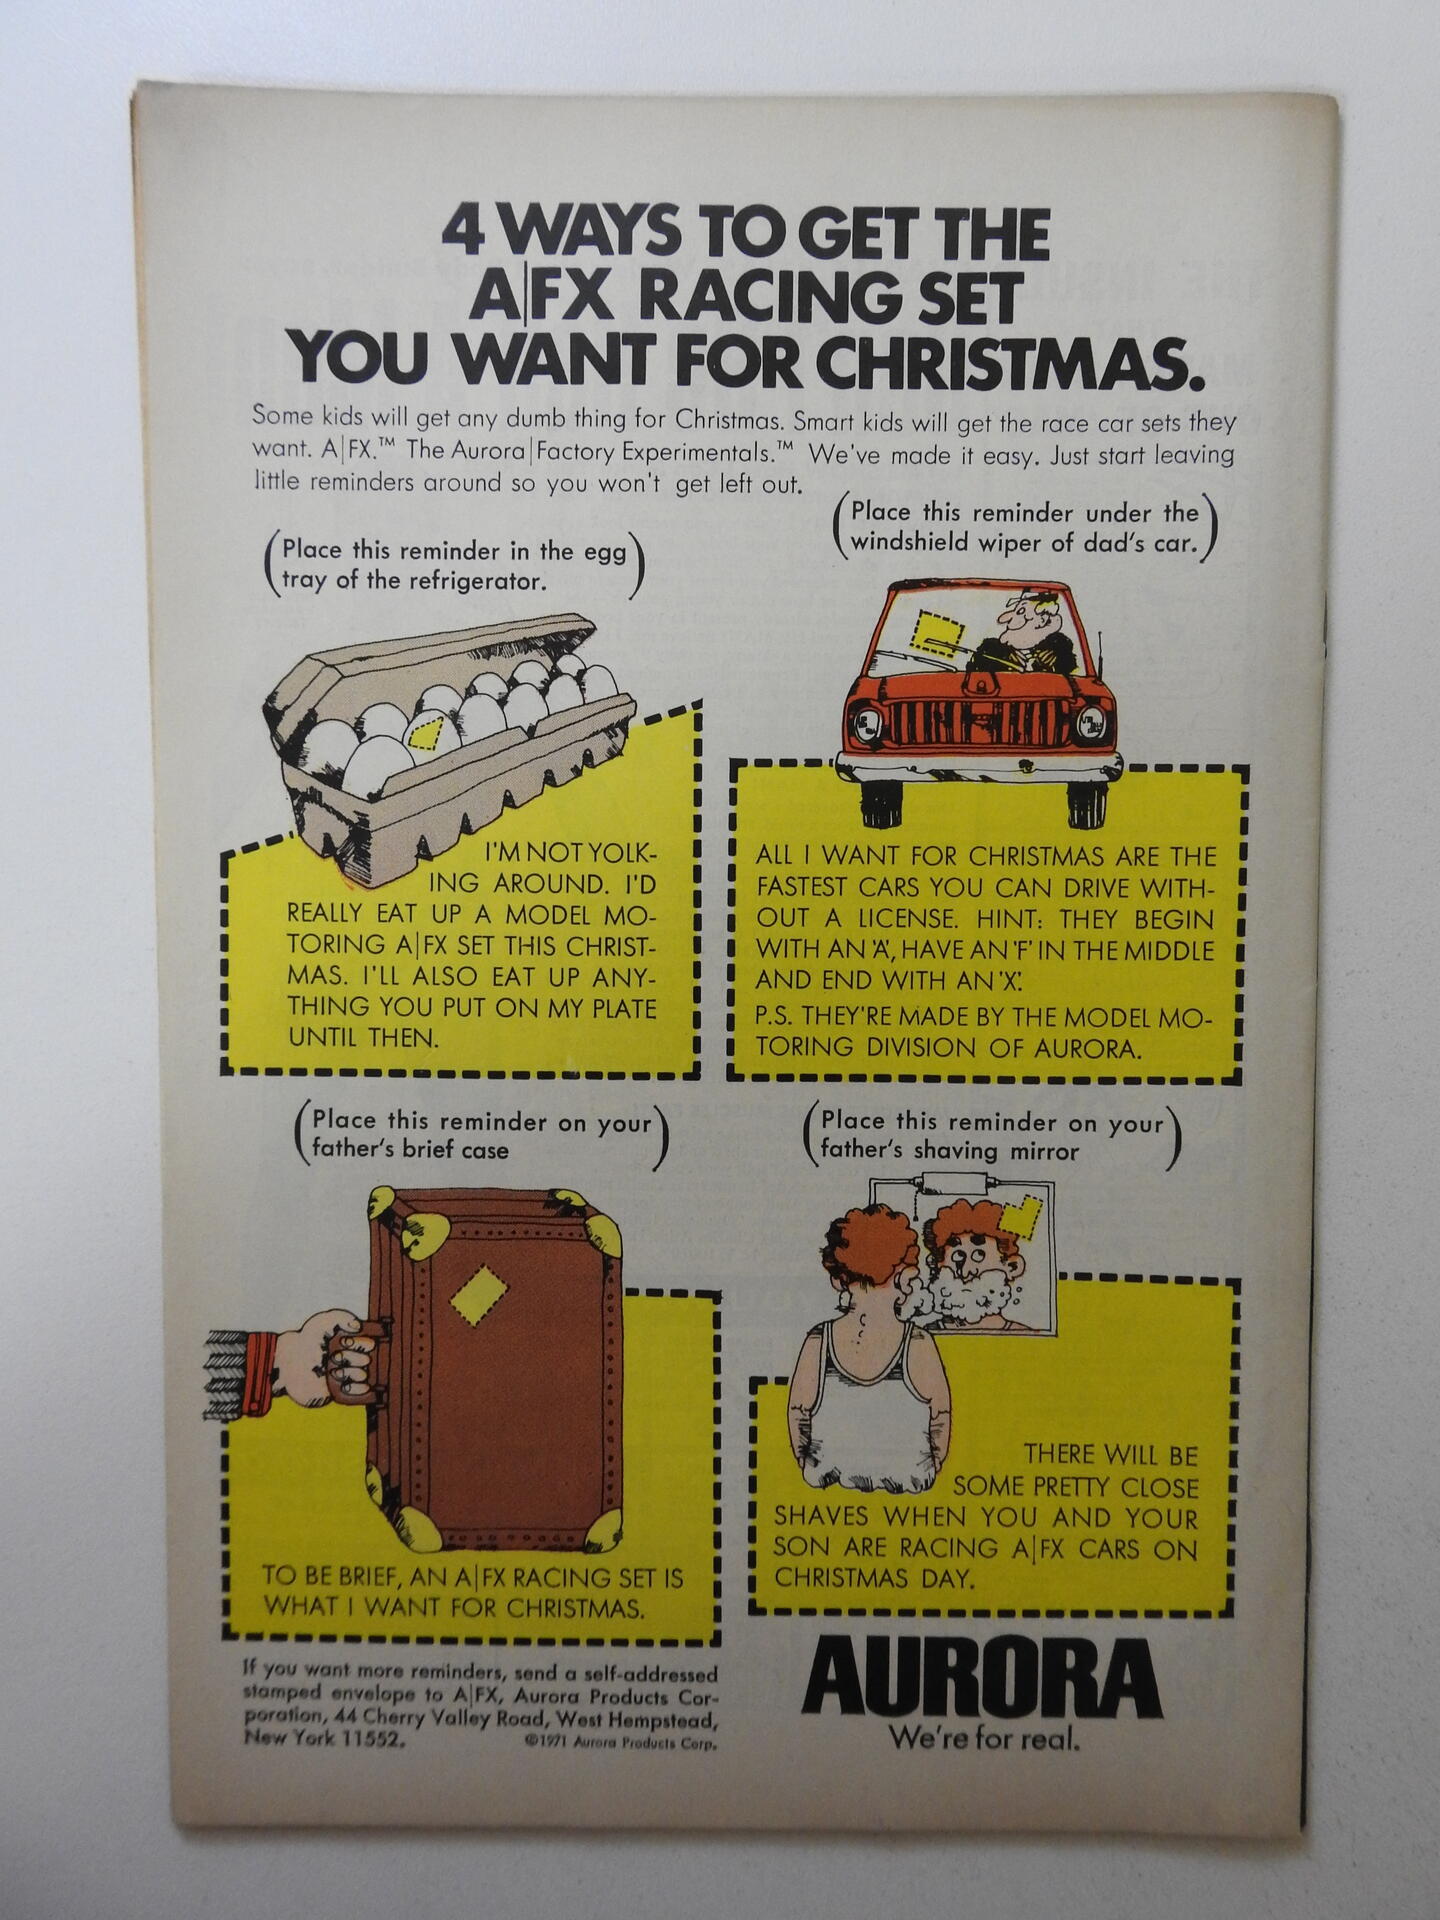 4 WAYS TO GET THE
A|FX RACING SET
YOU WANT FOR CHRISTMAS.
Some kids will get any dumb thing for Christmas. Smart kids will get the race car sets they
want. A|FX.™ The Aurora|Factory Experimentals.™ We've made it easy. Just start leaving
little reminders around so you won't get left out.
(Place this reminder in the egg
tray of the refrigerator.)
I'M NOT YOLK-
ING AROUND. I'D
REALLY EAT UP A MODEL MO-
TORING A|FX SET THIS CHRIST-
MAS. I'LL ALSO EAT UP ANY-
THING YOU PUT ON MY PLATE
UNTIL THEN.
(Place this reminder under the
windshield wiper of dad's car.)
ALL I WANT FOR CHRISTMAS ARE THE
FASTEST CARS YOU CAN DRIVE WITH-
OUT A LICENSE. HINT: THEY BEGIN
WITH AN 'A', HAVE AN 'F' IN THE MIDDLE
AND END WITH AN 'X'.
P.S. THEY'RE MADE BY THE MODEL MO-
TORING DIVISION OF AURORA.
(Place this reminder on your
father's brief case)
TO BE BRIEF, AN A|FX RACING SET IS
WHAT I WANT FOR CHRISTMAS.
(Place this reminder on your
father's shaving mirror)
THERE WILL BE
SOME PRETTY CLOSE
SHAVES WHEN YOU AND YOUR
SON ARE RACING A|FX CARS ON
CHRISTMAS DAY.
If you want more reminders, send a self-addressed
stamped envelope to A|FX, Aurora Products Cor-
poration, 44 Cherry Valley Road, West Hempstead,
New York 11552. ©1971 Aurora Products Corp.
AURORA
We're for real.